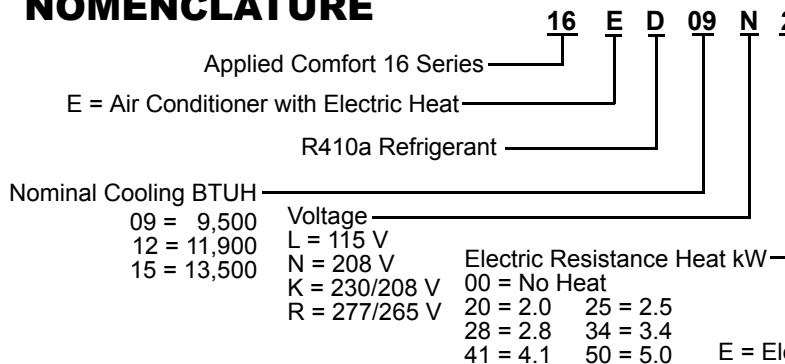 NOMENCLATURE
16 E D 09 N
Applied Comfort 16 Series
E = Air Conditioner with Electric Heat
R410a Refrigerant
Nominal Cooling BTUH
09 = 9,500
12 = 11,900
15 = 13,500
Voltage
L = 115 V
N = 208 V
K = 230/208 V
R = 277/265 V
Electric Resistance Heat kW
00 = No Heat
20 = 2.0 25 = 2.5
28 = 2.8 34 = 3.4
41 = 4.1 50 = 5.0
E =